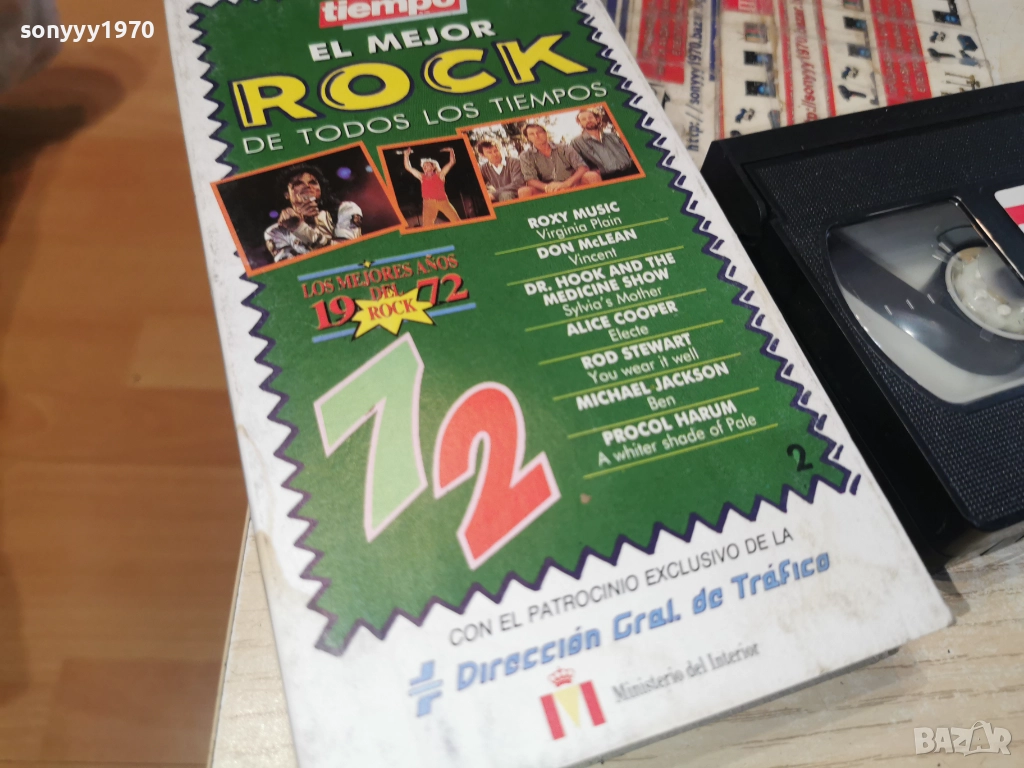 sonyyy1970
tiempo
EL MEJOR
ROCK
DE TODOS LOS TIEMPOS
ROXY MUSIC
Virginia Plain
DON McLEAN
Vincent
DR. HOOK AND THE
MEDICINE SHOW
Sylvia's Mother
ALICE COOPER
Electe
ROD STEWART
You wear it well
MICHAEL JACKSON
Ben
PROCOL HARUM
A whiter shade of Pale
LOS MEJORES AÑOS
19 DEL 72
ROCK
72
2
CON EL PATROCINIO EXCLUSIVO DE LA
Dirección Gral. de Tráfico
Ministerio del Interior
BAZAR